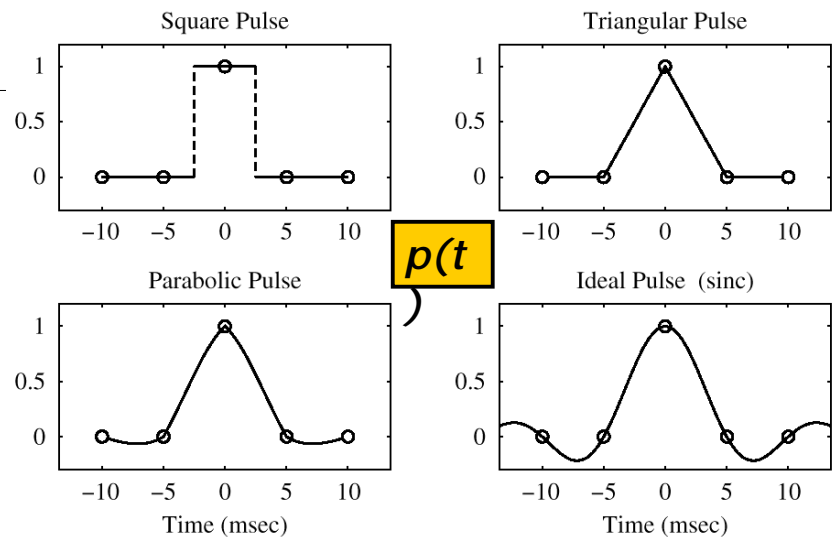 Square Pulse
1
0.5
0
−10 −5 0 5 10
Triangular Pulse
1
0.5
0
−10 −5 0 5 10
p(t
)
Parabolic Pulse
1
0.5
0
−10 −5 0 5 10
Time (msec)
Ideal Pulse (sinc)
1
0.5
0
−10 −5 0 5 10
Time (msec)